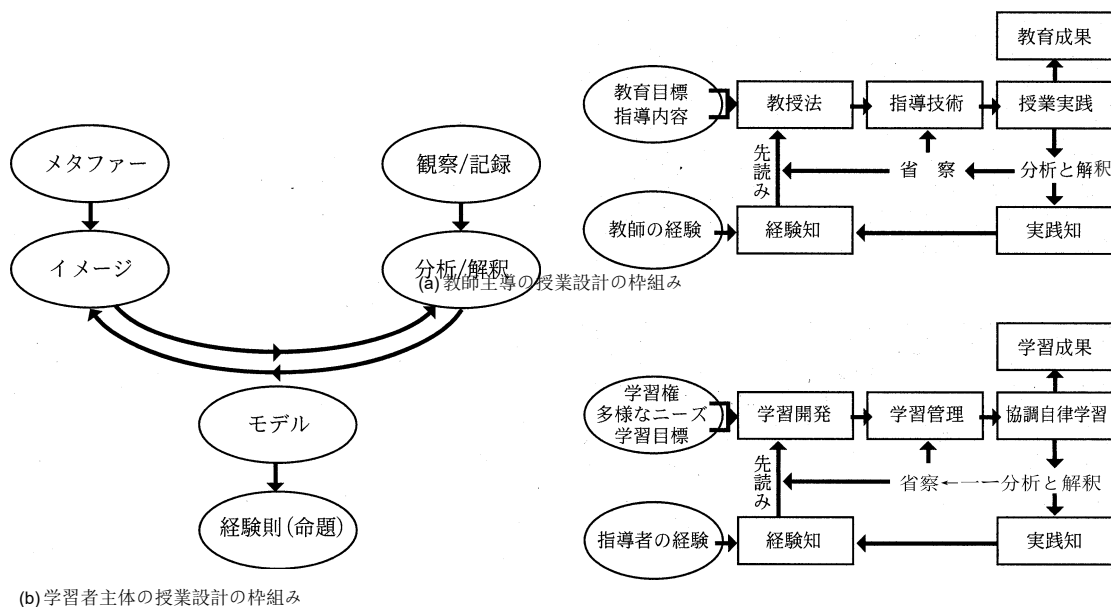 メタファー
イメージ
観察/記録
分析/解釈
モデル
経験則(命題)
(b) 学習者主体の授業設計の枠組み
教育成果
教育目標
指導内容
教授法
指導技術
授業実践
先読み
省 察
分析と解釈
教師の経験
経験知
実践知
(a) 教師主導の授業設計の枠組み
学習成果
学習権
多様なニーズ
学習目標
学習開発
学習管理
協調自律学習
先読み
省察←一一分析と解釈
指導者の経験
経験知
実践知